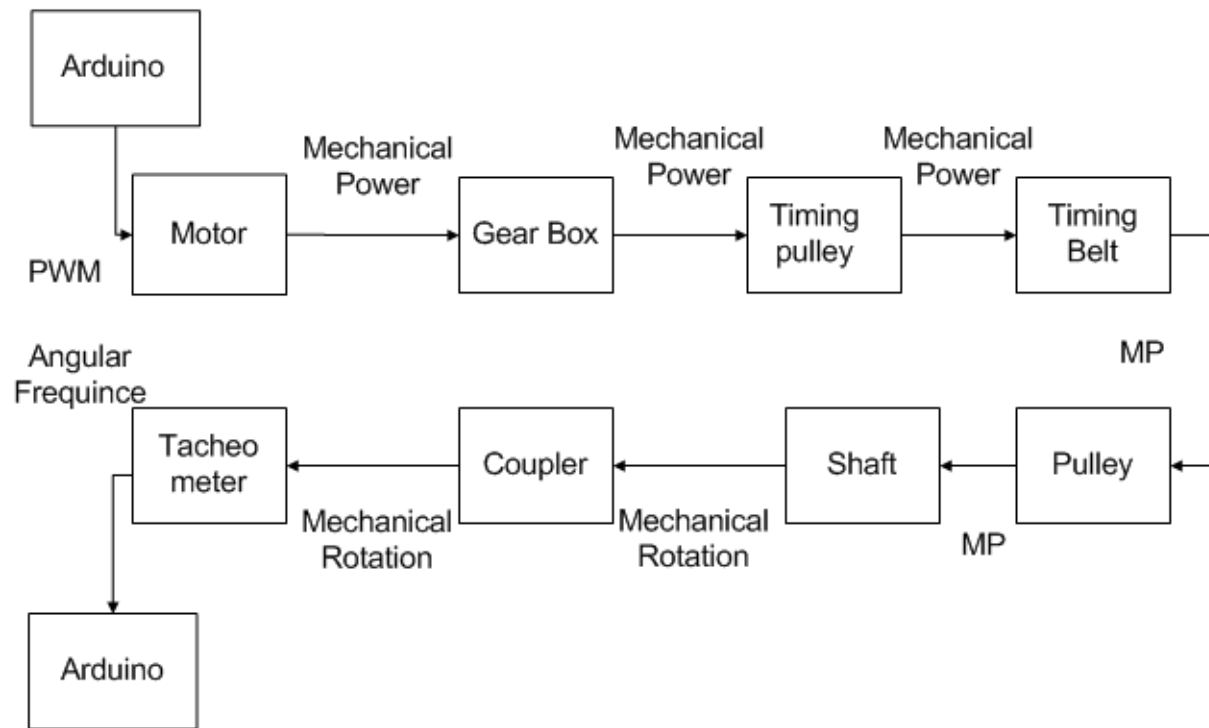 Arduino
Mechanical
Power
Mechanical
Power
Mechanical
Power
Motor
Gear Box
Timing
pulley
Timing
Belt
PWM
MP
Angular
Frequince
Pulley
Shaft
Coupler
Tacheo
meter
MP
Mechanical
Rotation
Mechanical
Rotation
Arduino